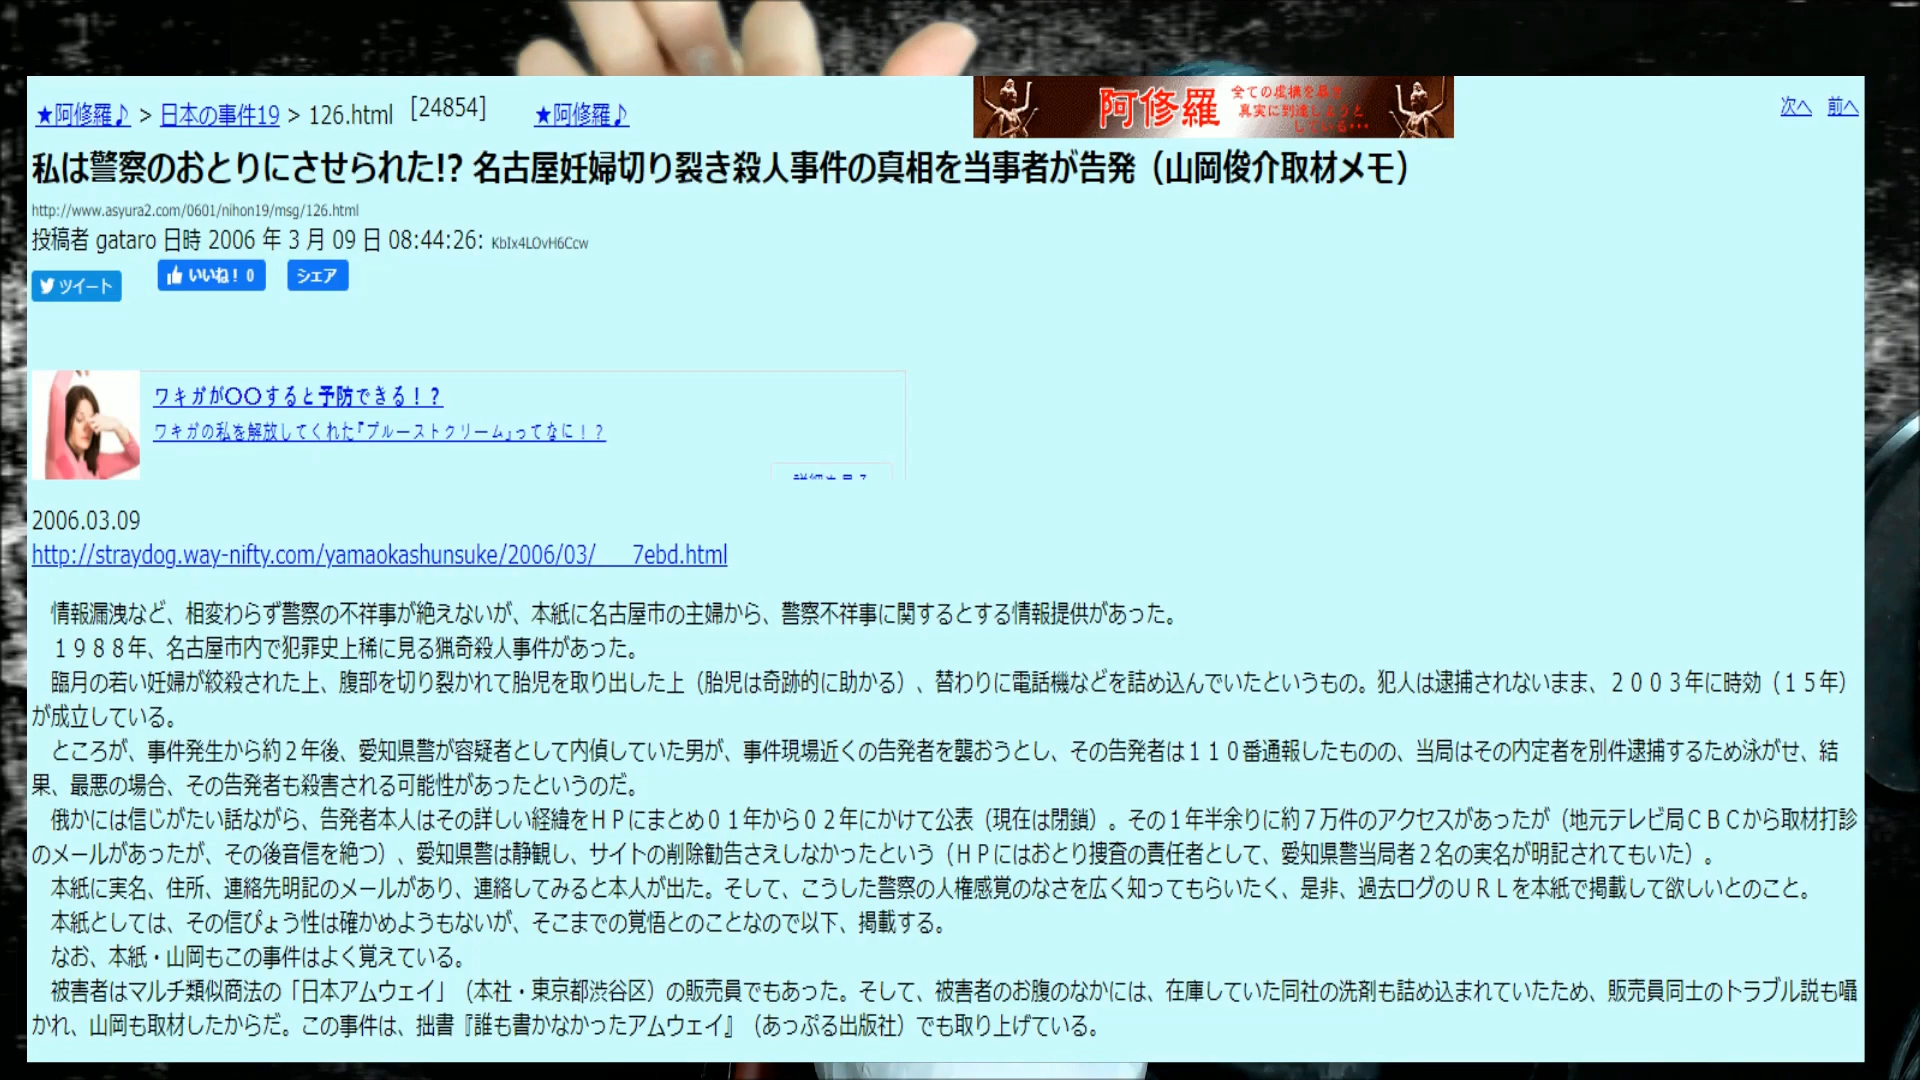 ★阿修羅♪ > 日本の事件19 > 126.html [24854] ★阿修羅♪
阿修羅
全ての虚構を暴き
真実に到達しようと
している・・・
次へ 前へ
私は警察のおとりにさせられた!? 名古屋妊婦切り裂き殺人事件の真相を当事者が告発（山岡俊介取材メモ）
http://www.asyura2.com/0601/nihon19/msg/126.html
投稿者 gataro 日時 2006 年 3 月 09 日 08:44:26: KbIx4LOvH6Ccw
ツイート
いいね！ 0
シェア
ワキガが〇〇すると予防できる！？
ワキガの私を解放してくれた『プルーストクリーム』ってなに！？
2006.03.09
http://straydog.way-nifty.com/yamaokashunsuke/2006/03/___7ebd.html
情報漏洩など、相変わらず警察の不祥事が絶えないが、本紙に名古屋市の主婦から、警察不祥事に関するとする情報提供があった。
１９８８年、名古屋市内で犯罪史上稀に見る猟奇殺人事件があった。
臨月の若い妊婦が絞殺された上、腹部を切り裂かれて胎児を取り出した上（胎児は奇跡的に助かる）、替わりに電話機などを詰め込んでいたというもの。犯人は逮捕されないまま、２００３年に時効（１５年）
が成立している。
ところが、事件発生から約２年後、愛知県警が容疑者として内偵していた男が、事件現場近くの告発者を襲おうとし、その告発者は１１０番通報したものの、当局はその内定者を別件逮捕するため泳がせ、結
果、最悪の場合、その告発者も殺害される可能性があったというのだ。
俄かには信じがたい話ながら、告発者本人はその詳しい経緯をＨＰにまとめ０１年から０２年にかけて公表（現在は閉鎖）。その１年半余りに約７万件のアクセスがあったが（地元テレビ局ＣＢＣから取材打診
のメールがあったが、その後音信を絶つ）、愛知県警は静観し、サイトの削除勧告さえしなかったという（ＨＰにはおとり捜査の責任者として、愛知県警当局者２名の実名が明記されてもいた）。
本紙に実名、住所、連絡先明記のメールがあり、連絡してみると本人が出た。そして、こうした警察の人権感覚のなさを広く知ってもらいたく、是非、過去ログのＵＲＬを本紙で掲載して欲しいとのこと。
本紙としては、その信ぴょう性は確かめようもないが、そこまでの覚悟とのことなので以下、掲載する。
なお、本紙・山岡もこの事件はよく覚えている。
被害者はマルチ類似商法の「日本アムウェイ」（本社・東京都渋谷区）の販売員でもあった。そして、被害者のお腹のなかには、在庫していた同社の洗剤も詰め込まれていたため、販売員同士のトラブル説も囁
かれ、山岡も取材したからだ。この事件は、拙書『誰も書かなかったアムウェイ』（あっぷる出版社）でも取り上げている。